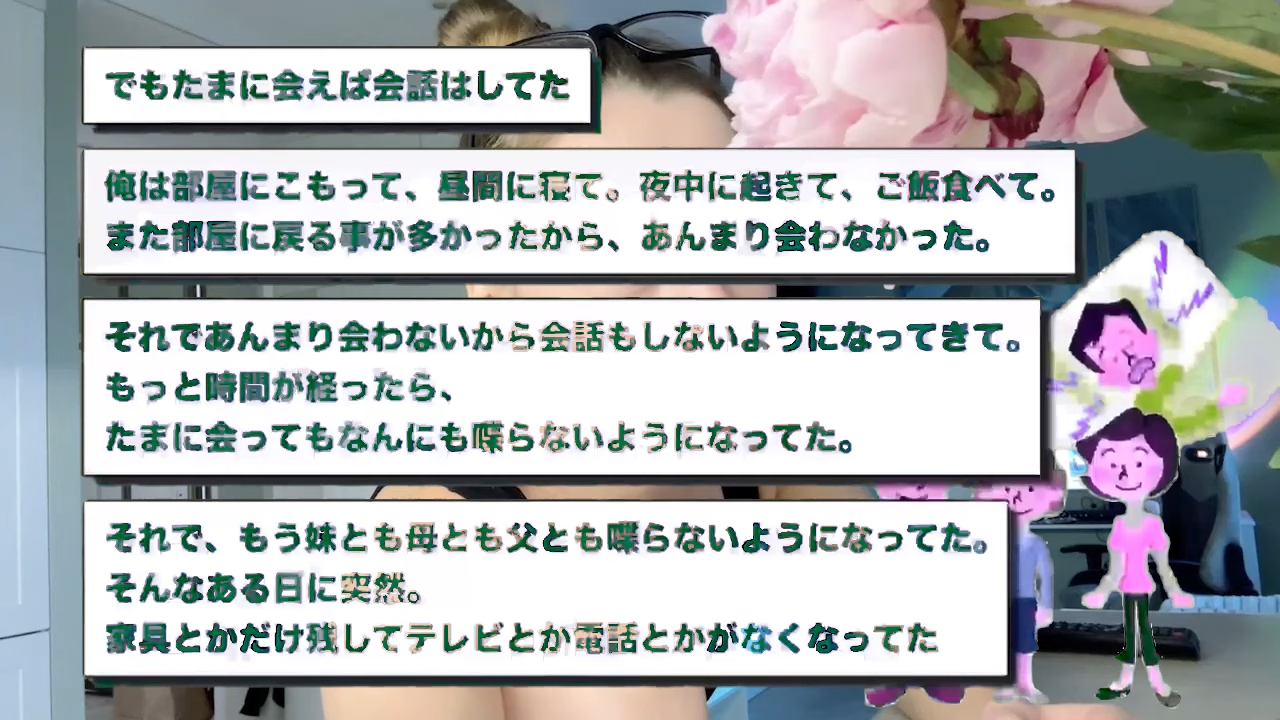 でもたまに会えば会話はしてた
俺は部屋にこもって、昼間に寝て。夜中に起きて、ご飯食べて。
また部屋に戻る事が多かったから、あんまり会わなかった。
それであんまり会わないから会話もしないようになってきて。
もっと時間が経ったら、
たまに会ってもなんにも喋らないようになってた。
それで、もう妹とも母とも父とも喋らないようになってた。
そんなある日に突然。
家具とかだけ残してテレビとか電話とかがなくなってた